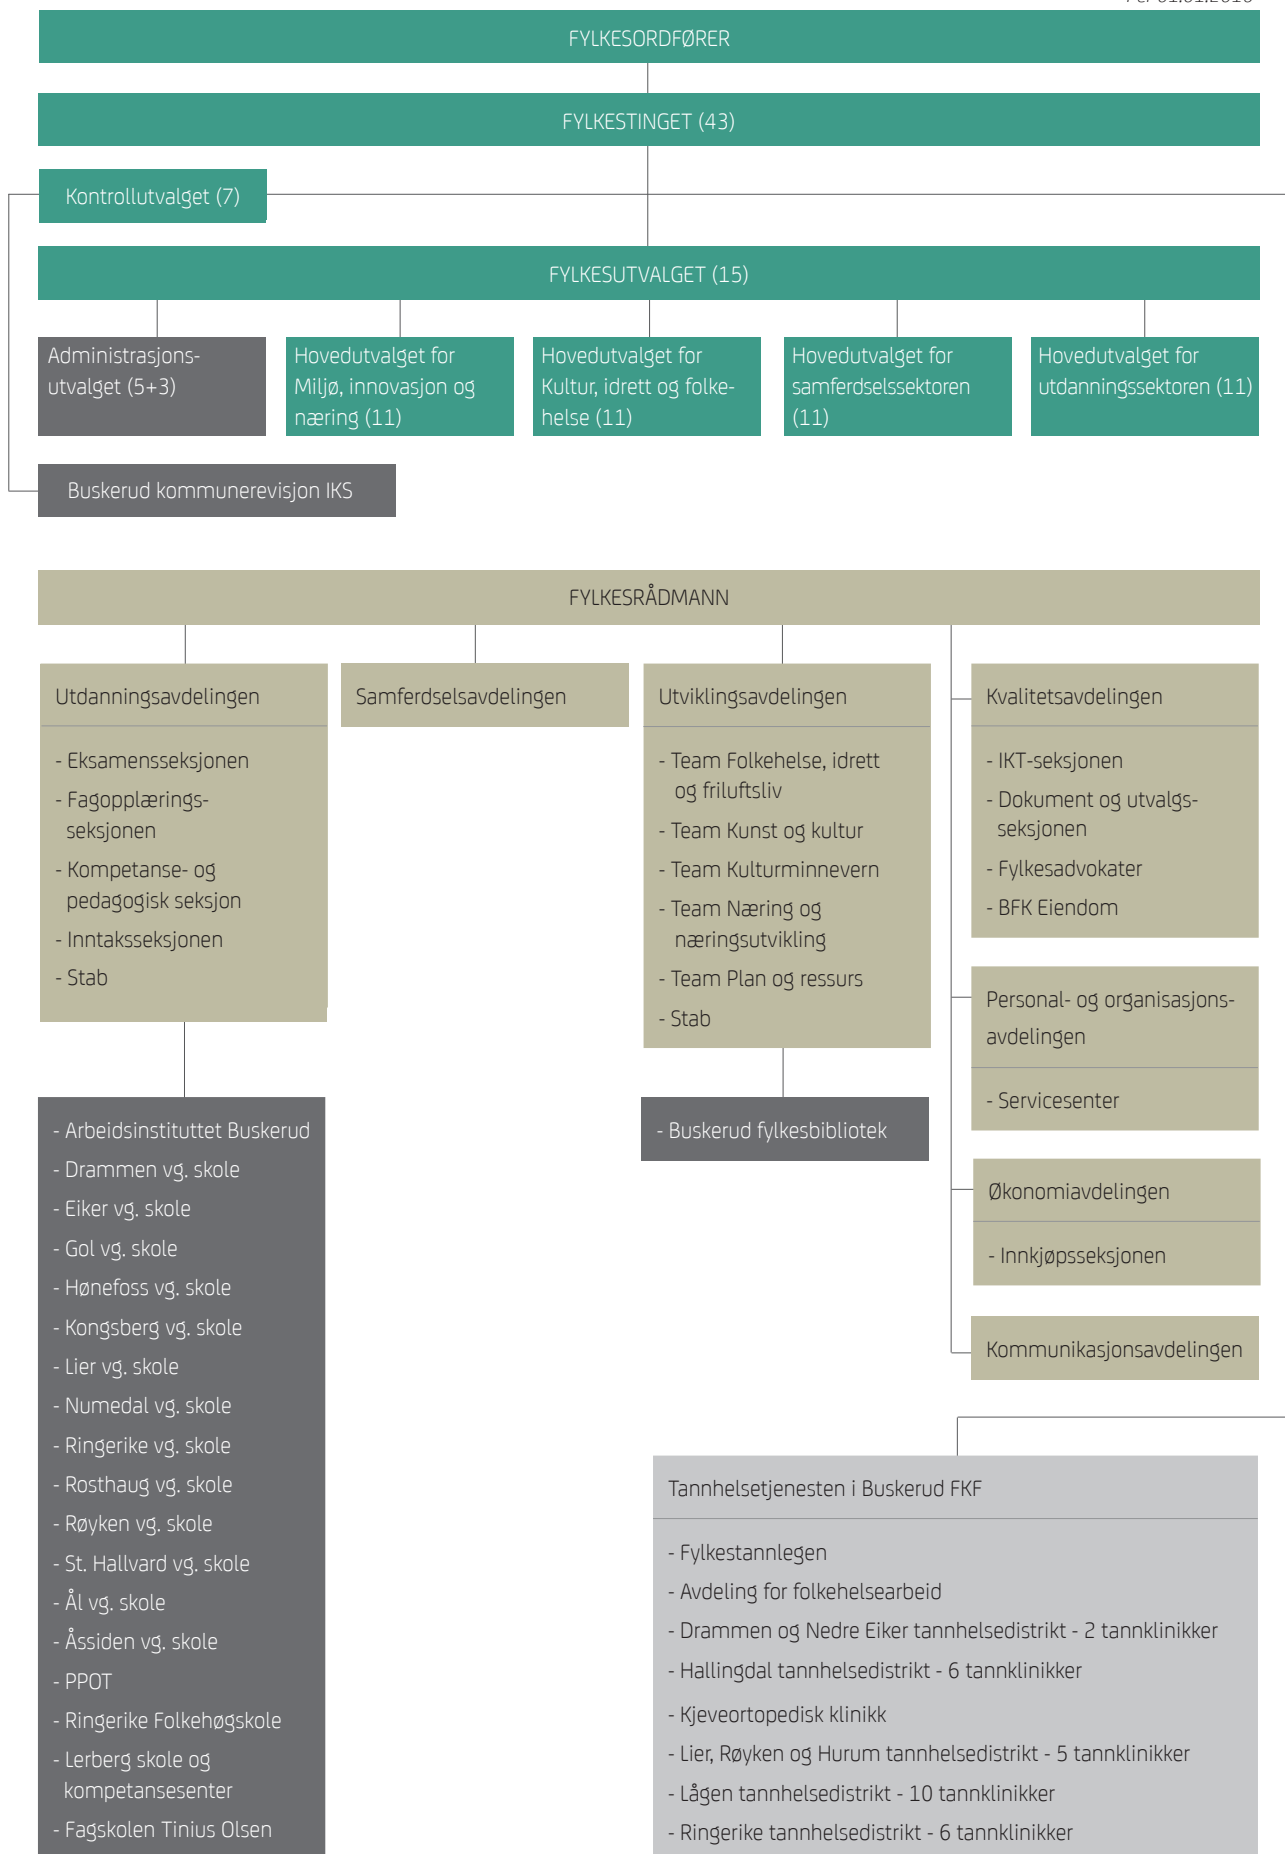 FYLKESORDFØRER
FYLKESTINGET (43)
Kontrollutvalget (7)
FYLKESUTVALGET (15)
Administrasjons-
utvalget (5+3)
Hovedutvalget for
Miljø, innovasjon og
næring (11)
Hovedutvalget for
Kultur, idrett og folke-
helse (11)
Hovedutvalget for
samferdselssektoren
(11)
Hovedutvalget for
utdanningssektoren (11)
Buskerud kommunerevisjon IKS
FYLKESRÅDMANN
Utdanningsavdelingen
- Eksamensseksjonen
- Fagopplærings-
seksjonen
- Kompetanse- og
pedagogisk seksjon
- Inntaksseksjonen
- Stab
- Arbeidsinstituttet Buskerud
- Drammen vg. skole
- Eiker vg. skole
- Gol vg. skole
- Hønefoss vg. skole
- Kongsberg vg. skole
- Lier vg. skole
- Numedal vg. skole
- Ringerike vg. skole
- Rosthaug vg. skole
- Røyken vg. skole
- St. Hallvard vg. skole
- Ål vg. skole
- Åssiden vg. skole
- PPOT
- Ringerike Folkehøgskole
- Lerberg skole og
kompetansesenter
- Fagskolen Tinius Olsen
Samferdselsavdelingen
Utviklingsavdelingen
- Team Folkehelse, idrett
og friluftsliv
- Team Kunst og kultur
- Team Kulturminnevern
- Team Næring og
næringsutvikling
- Team Plan og ressurs
- Stab
- Buskerud fylkesbibliotek
Kvalitetsavdelingen
- IKT-seksjonen
- Dokument og utvalgs-
seksjonen
- Fylkesadvokater
- BFK Eiendom
Personal- og organisasjons-
avdelingen
- Servicesenter
Økonomiavdelingen
- Innkjøpsseksjonen
Kommunikasjonsavdelingen
Tannhelsetjenesten i Buskerud FKF
- Fylkestannlegen
- Avdeling for folkehelsearbeid
- Drammen og Nedre Eiker tannhelsedistrikt - 2 tannklinikker
- Hallingdal tannhelsedistrikt - 6 tannklinikker
- Kjeveortopedisk klinikk
- Lier, Røyken og Hurum tannhelsedistrikt - 5 tannklinikker
- Lågen tannhelsedistrikt - 10 tannklinikker
- Ringerike tannhelsedistrikt - 6 tannklinikker